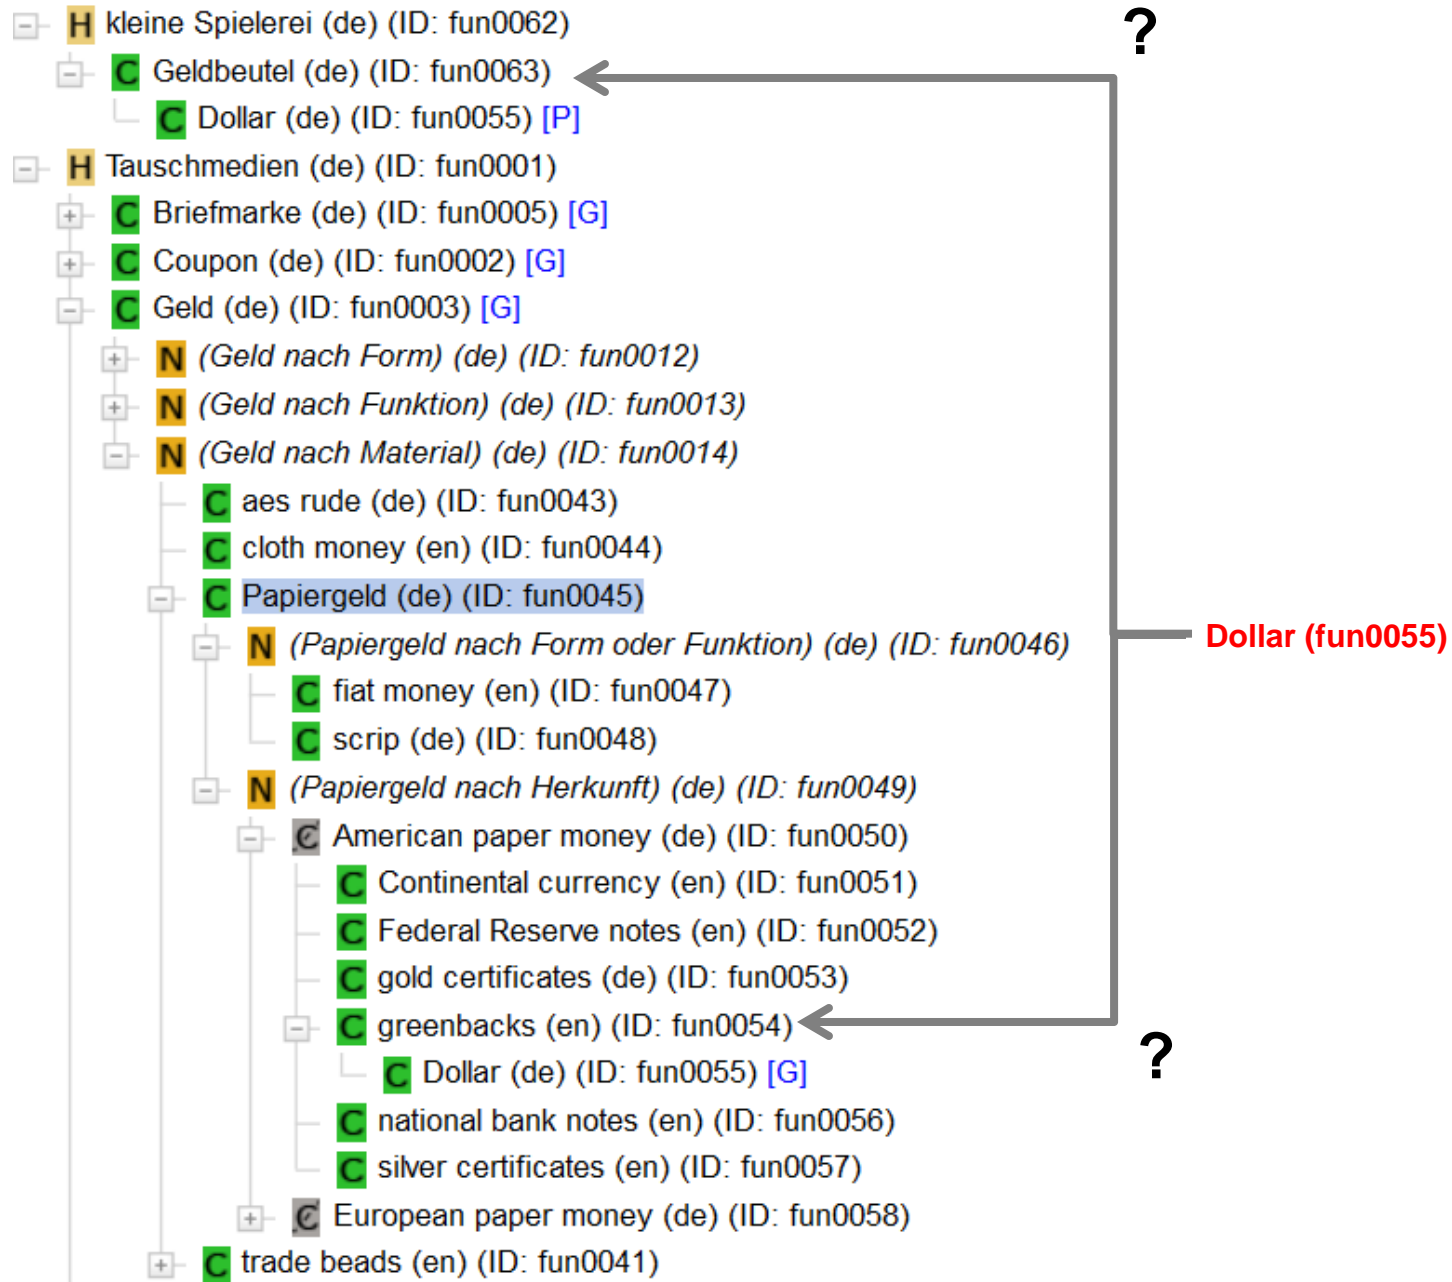 ?
H kleine Spielerei (de) (ID: fun0062)
C Geldbeutel (de) (ID: fun0063)
C Dollar (de) (ID: fun0055) [P]
H Tauschmedien (de) (ID: fun0001)
C Briefmarke (de) (ID: fun0005) [G]
C Coupon (de) (ID: fun0002) [G]
C Geld (de) (ID: fun0003) [G]
N (Geld nach Form) (de) (ID: fun0012)
N (Geld nach Funktion) (de) (ID: fun0013)
N (Geld nach Material) (de) (ID: fun0014)
C aes rude (de) (ID: fun0043)
C cloth money (en) (ID: fun0044)
C Papiergeld (de) (ID: fun0045)
Dollar (fun0055)
N (Papiergeld nach Form oder Funktion) (de) (ID: fun0046)
C fiat money (en) (ID: fun0047)
C scrip (de) (ID: fun0048)
N (Papiergeld nach Herkunft) (de) (ID: fun0049)
C American paper money (de) (ID: fun0050)
C Continental currency (en) (ID: fun0051)
C Federal Reserve notes (en) (ID: fun0052)
C gold certificates (de) (ID: fun0053)
C greenbacks (en) (ID: fun0054)
?
C Dollar (de) (ID: fun0055) [G]
C national bank notes (en) (ID: fun0056)
C silver certificates (en) (ID: fun0057)
C European paper money (de) (ID: fun0058)
C trade beads (en) (ID: fun0041)